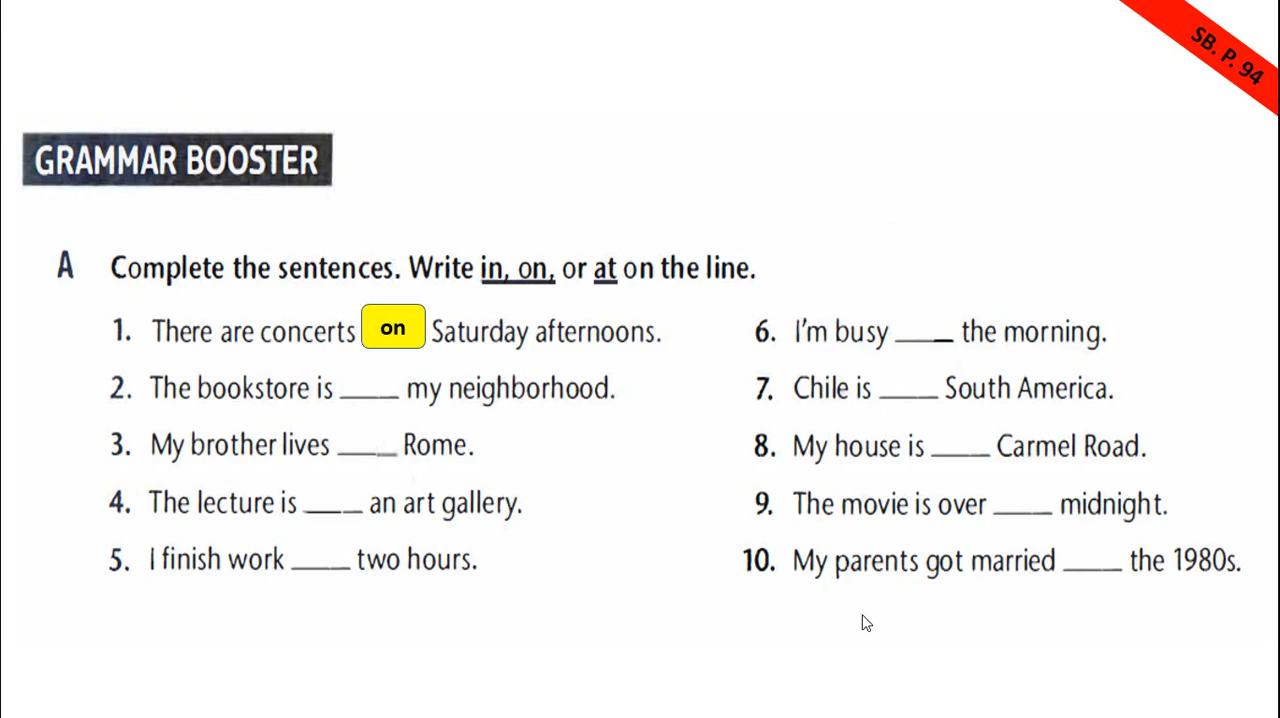 SB. P. 94
GRAMMAR BOOSTER
A Complete the sentences. Write in, on, or at on the line.
1. There are concerts on Saturday afternoons.
2. The bookstore is ____ my neighborhood.
3. My brother lives ____ Rome.
4. The lecture is ____ an art gallery.
5. I finish work ____ two hours.
6. I'm busy ____ the morning.
7. Chile is ____ South America.
8. My house is ____ Carmel Road.
9. The movie is over ____ midnight.
10. My parents got married ____ the 1980s.